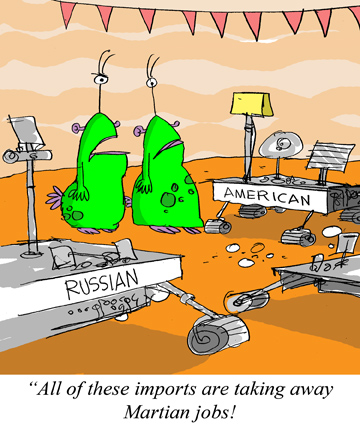 AMERICAN
RUSSIAN
“All of these imports are taking away
Martian jobs!